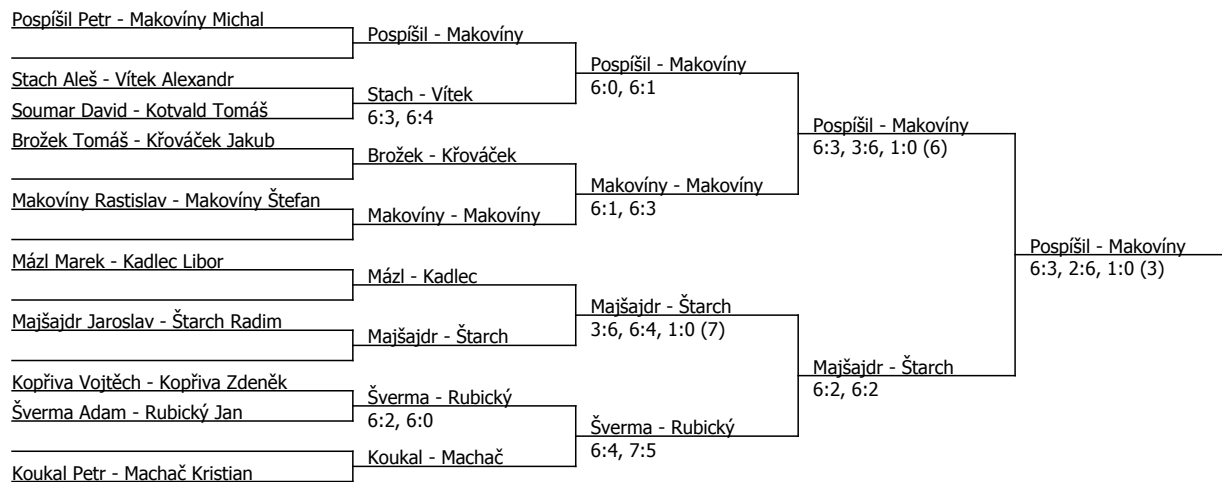 Pospíšil Petr - Makovíny Michal
Pospíšil - Makovíny
Pospíšil - Makovíny
6:0, 6:1
Stach Aleš - Vítek Alexandr
Stach - Vítek
6:3, 6:4
Soumar David - Kotvald Tomáš
Pospíšil - Makovíny
6:3, 3:6, 1:0 (6)
Brožek Tomáš - Křováček Jakub
Brožek - Křováček
Makovíny - Makovíny
6:1, 6:3
Makovíny Rastislav - Makovíny Štefan
Makovíny - Makovíny
Pospíšil - Makovíny
6:3, 2:6, 1:0 (3)
Mázl Marek - Kadlec Libor
Mázl - Kadlec
Majšajdr - Štarch
3:6, 6:4, 1:0 (7)
Majšajdr Jaroslav - Štarch Radim
Majšajdr - Štarch
Majšajdr - Štarch
6:2, 6:2
Kopřiva Vojtěch - Kopřiva Zdeněk
Šverma - Rubický
6:2, 6:0
Šverma Adam - Rubický Jan
Šverma - Rubický
6:4, 7:5
Koukal - Machač
Koukal Petr - Machač Kristian